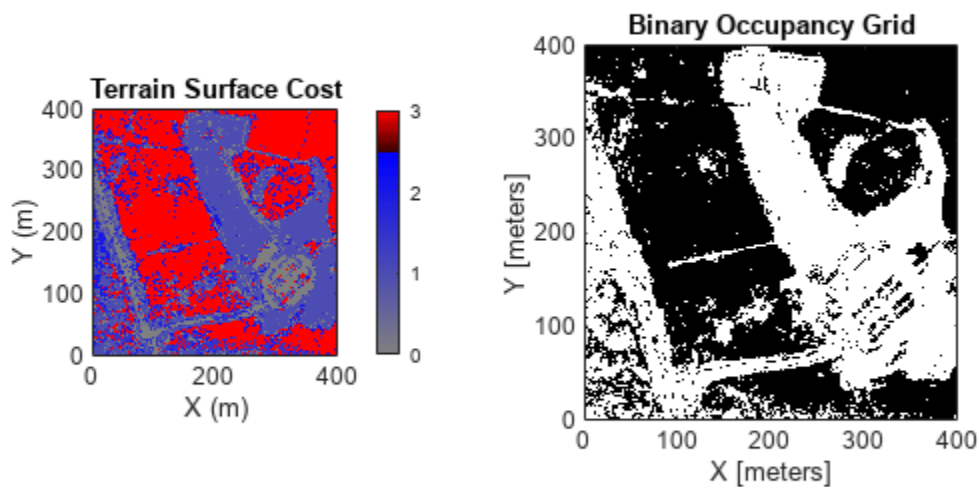 Terrain Surface Cost
400
300
200
100
0
0 200 400
X (m)
Y (m)
3
2
1
0
Binary Occupancy Grid
400
300
200
100
0
0 100 200 300 400
X [meters]
Y [meters]